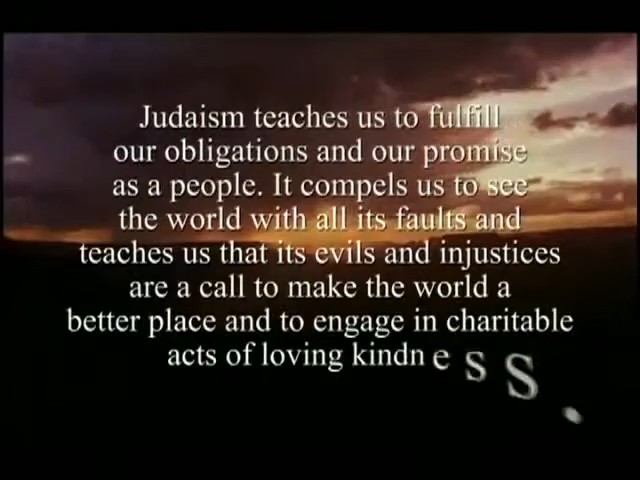 Judaism teaches us to fulfill
our obligations and our promise
as a people. It compels us to see
the world with all its faults and
teaches us that its evils and injustices
are a call to make the world a
better place and to engage in charitable
acts of loving kindness.